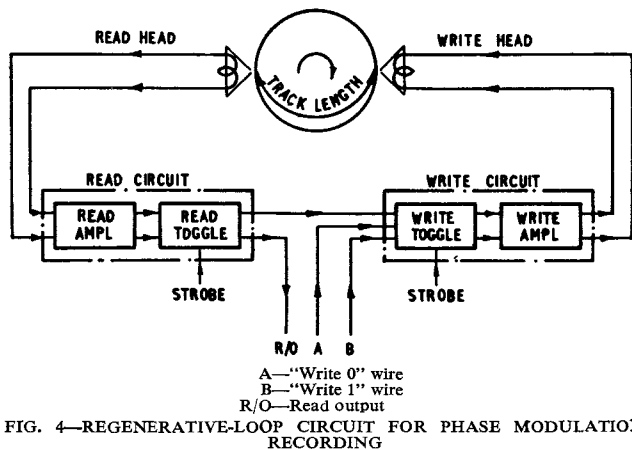 READ HEAD
WRITE HEAD
TRACK LENGTH
READ CIRCUIT
WRITE CIRCUIT
READ
AMPL
READ
TOGGLE
WRITE
TOGGLE
WRITE
AMPL
STROBE
STROBE
R/O A B
A—"Write 0" wire
B—"Write 1" wire
R/O—Read output
FIG. 4—REGENERATIVE-LOOP CIRCUIT FOR PHASE MODULATIO
RECORDING